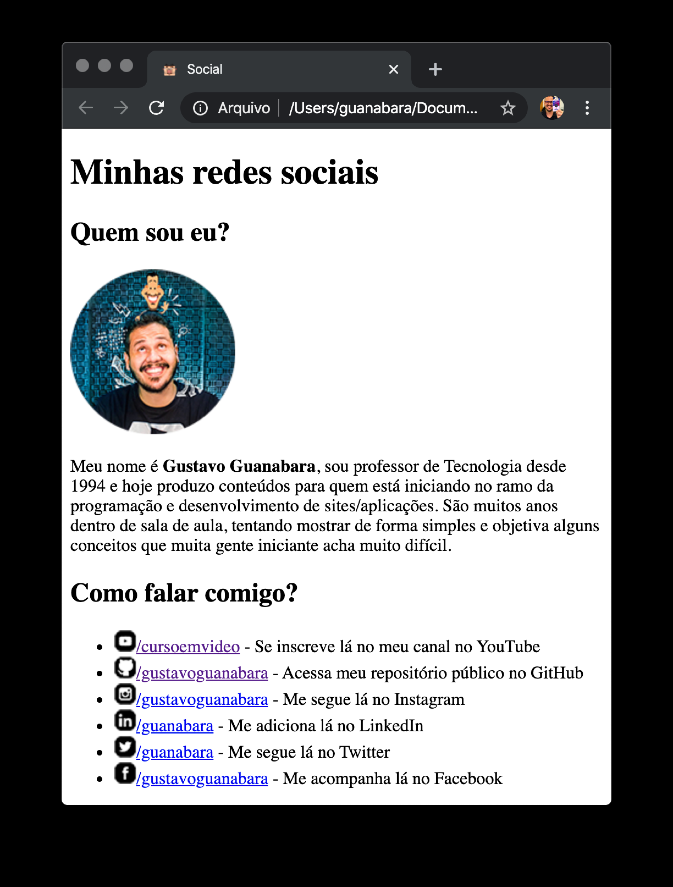 Social
Arquivo | /Users/guanabara/Docum...
Minhas redes sociais
Quem sou eu?
Meu nome é Gustavo Guanabara, sou professor de Tecnologia desde
1994 e hoje produzo conteúdos para quem está iniciando no ramo da
programação e desenvolvimento de sites/aplicações. São muitos anos
dentro de sala de aula, tentando mostrar de forma simples e objetiva alguns
conceitos que muita gente iniciante acha muito difícil.
Como falar comigo?
/cursoemvideo - Se inscreve lá no meu canal no YouTube
/gustavoguanabara - Acessa meu repositório público no GitHub
/gustavoguanabara - Me segue lá no Instagram
/guanabara - Me adiciona lá no LinkedIn
/guanabara - Me segue lá no Twitter
/gustavoguanabara - Me acompanha lá no Facebook